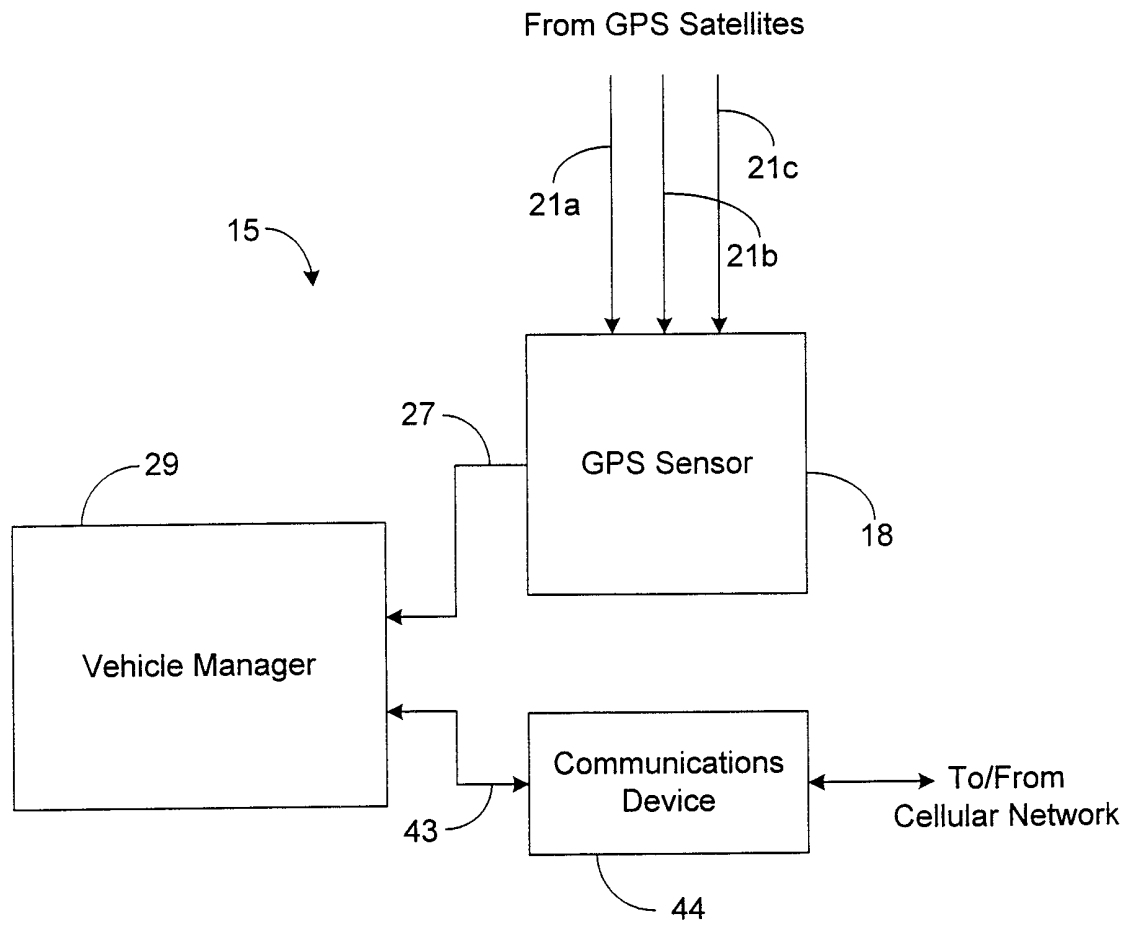 From GPS Satellites
21c
21a
15
21b
27
GPS Sensor
29
18
Vehicle Manager
Communications
Device
To/From
Cellular Network
43
44